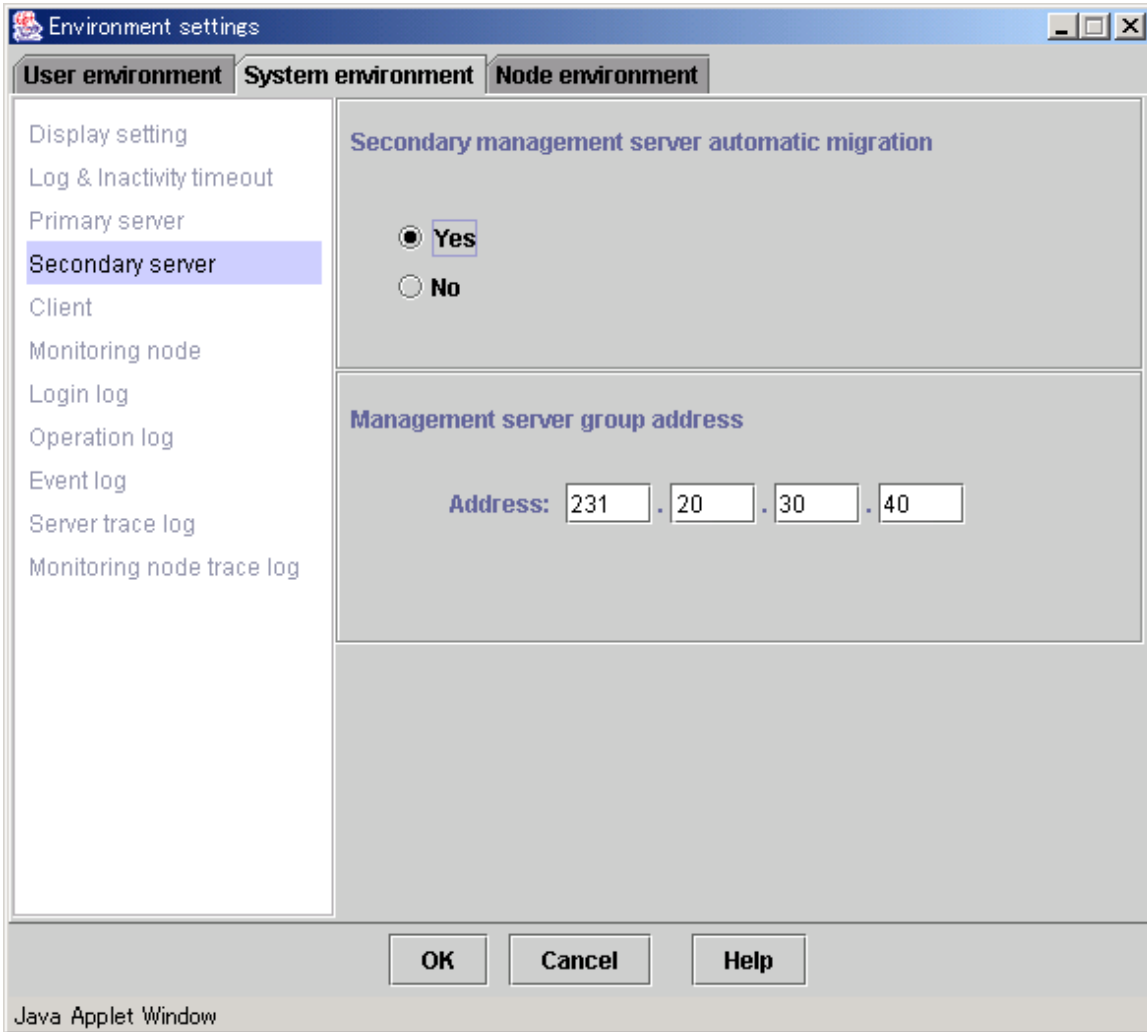 Environment settings
User environment System environment Node environment
Display setting
Log & Inactivity timeout
Primary server
Secondary server
Client
Monitoring node
Login log
Operation log
Event log
Server trace log
Monitoring node trace log
Secondary management server automatic migration
Yes
No
Management server group address
Address: 231 . 20 . 30 . 40
OK Cancel Help
Java Applet Window